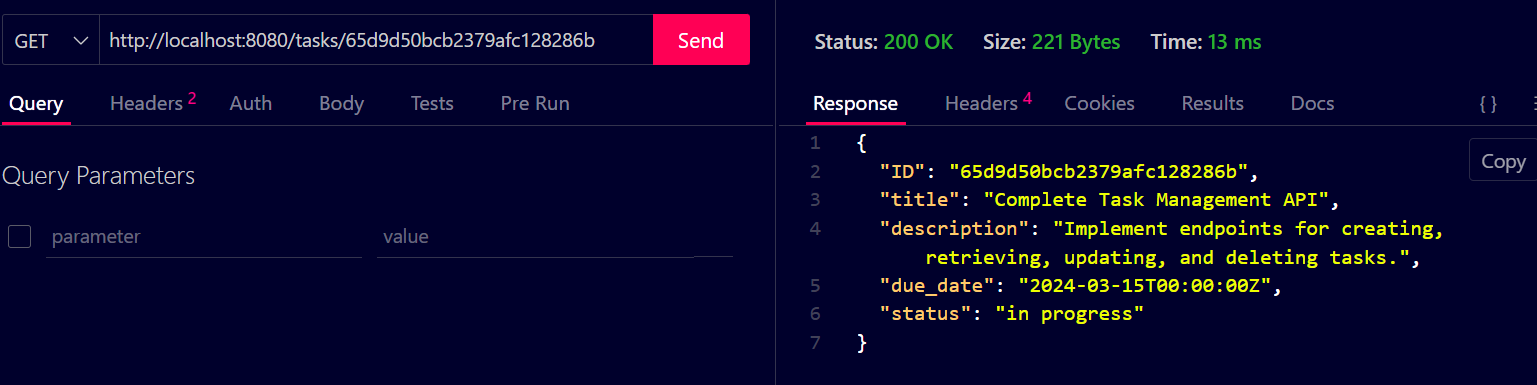 GET http://localhost:8080/tasks/65d9d50bcb2379afc128286b Send
Query Headers 2 Auth Body Tests Pre Run
Query Parameters
parameter value
Status: 200 OK Size: 221 Bytes Time: 13 ms
Response Headers 4 Cookies Results Docs { }
1 {
2 "ID": "65d9d50bcb2379afc128286b",
3 "title": "Complete Task Management API",
4 "description": "Implement endpoints for creating,
retrieving, updating, and deleting tasks.",
5 "due_date": "2024-03-15T00:00:00Z",
6 "status": "in progress"
7 }
Copy